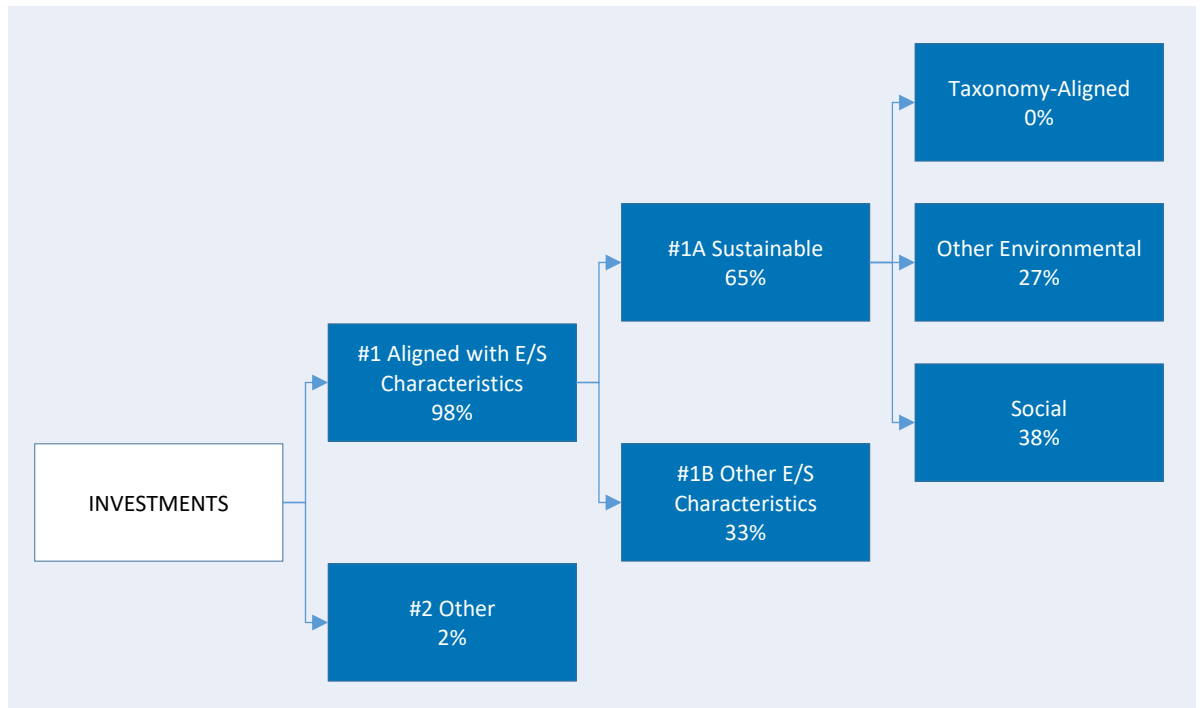 INVESTMENTS
#1 Aligned with E/S
Characteristics
98%
#2 Other
2%
#1A Sustainable
65%
#1B Other E/S
Characteristics
33%
Taxonomy-Aligned
0%
Other Environmental
27%
Social
38%